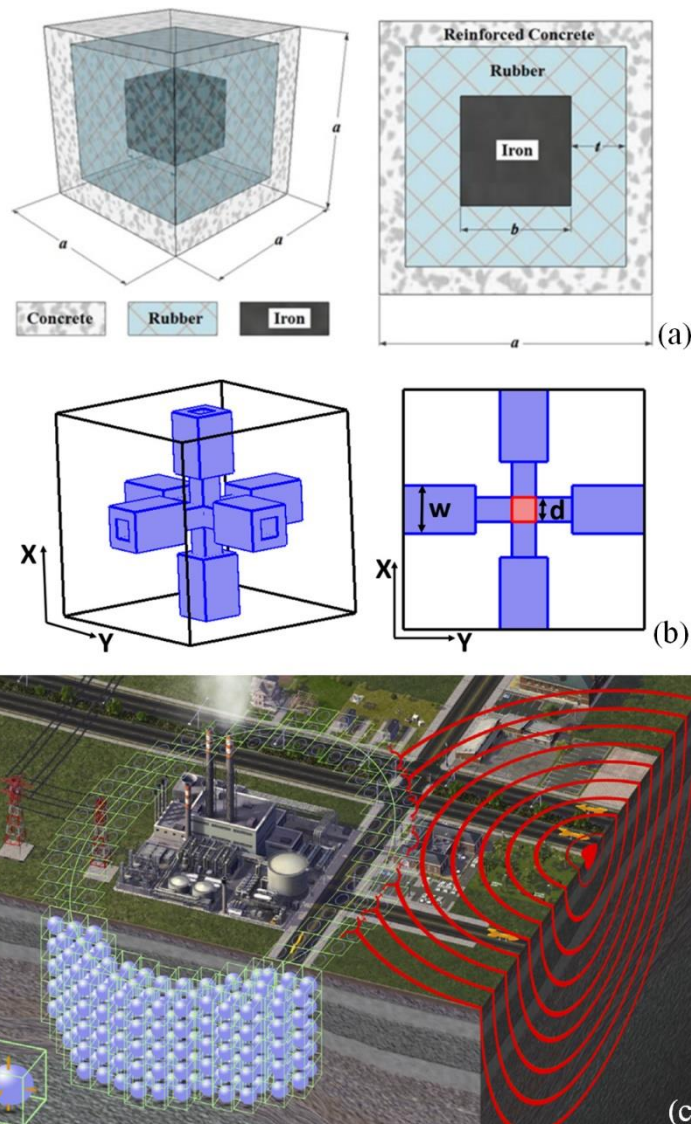 Reinforced Concrete
Rubber
Iron
t
b
a
a
a
a
Concrete
Rubber
Iron
(a)
X
Y
w
d
X
Y
(b)
(c)